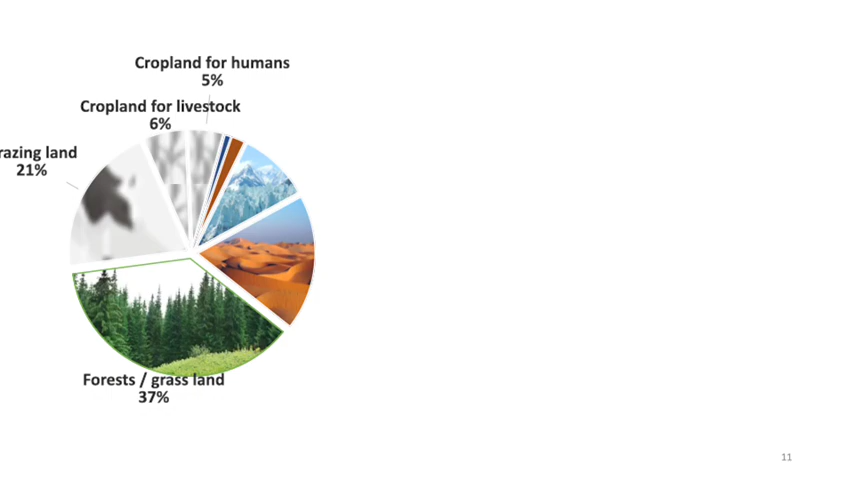 Cropland for humans
5%
Cropland for livestock
6%
razing land
21%
Forests / grass land
37%
11